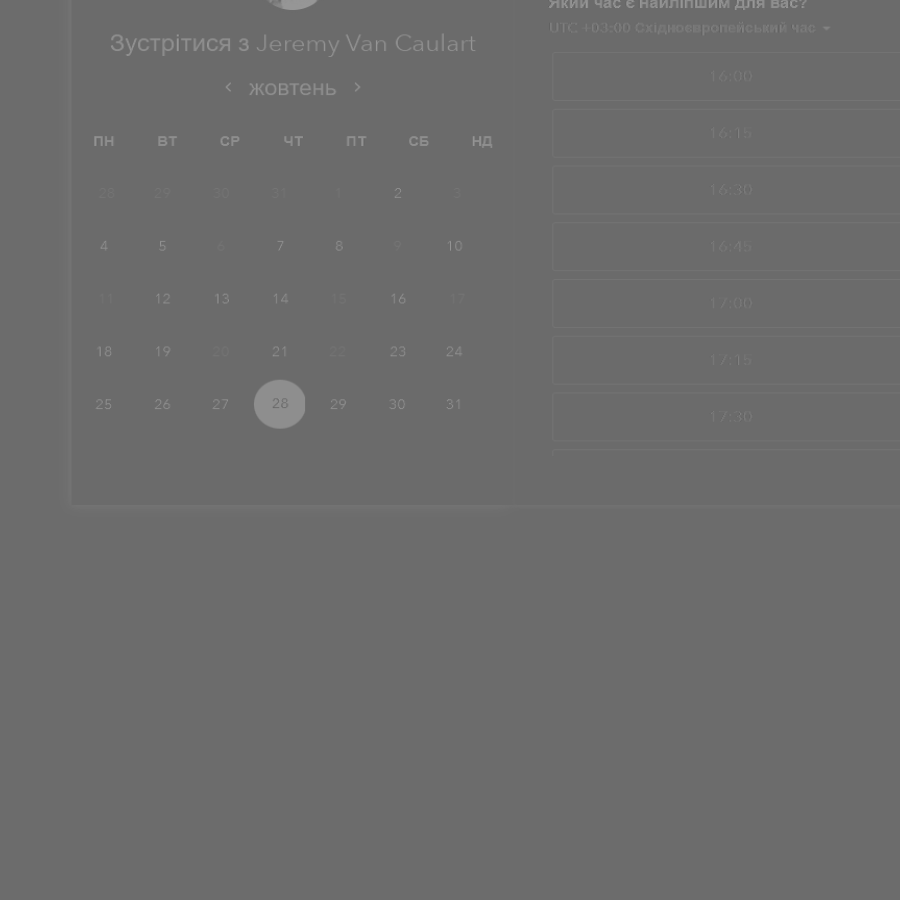 Зустрітися з Jeremy Van Caulart
жовтень
ПН ВТ СР ЧТ ПТ СБ НД
28 29 30 31 1 2 3
4 5 6 7 8 9 10
11 12 13 14 15 16 17
18 19 20 21 22 23 24
25 26 27 28 29 30 31
Який час є найліпшим для вас?
UTC +03:00 Східноєвропейський час
16:00
16:15
16:30
16:45
17:00
17:15
17:30